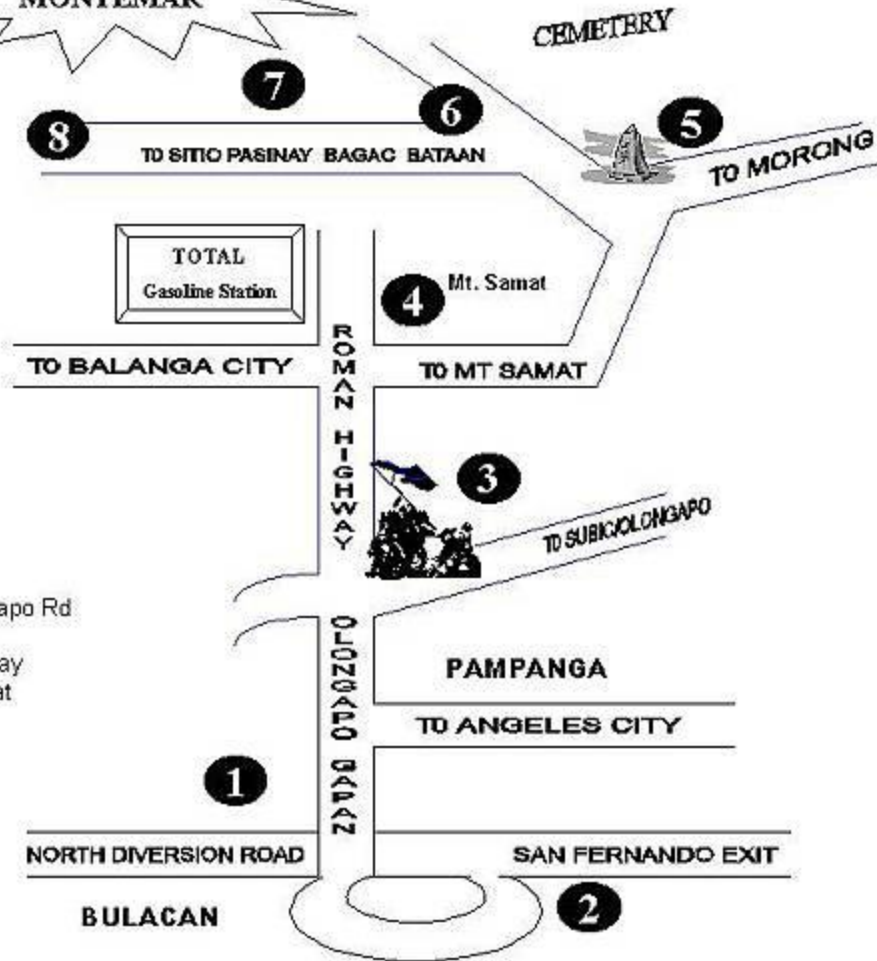 MONTEMAR
CEMETERY
7
6
5
8
TO SITIO PASINAY BAGAC BATAAN
TO MORONG
TOTAL
Gasoline Station
4
Mt. Samat
TO BALANGA CITY
TO MT SAMAT
ROMAN HIGHWAY
3
TO SUBIC/OLONGAPO
apo Rd
ay
at
OLONGAPO GAPAN
PAMPANGA
TO ANGELES CITY
1
NORTH DIVERSION ROAD
SAN FERNANDO EXIT
2
BULACAN